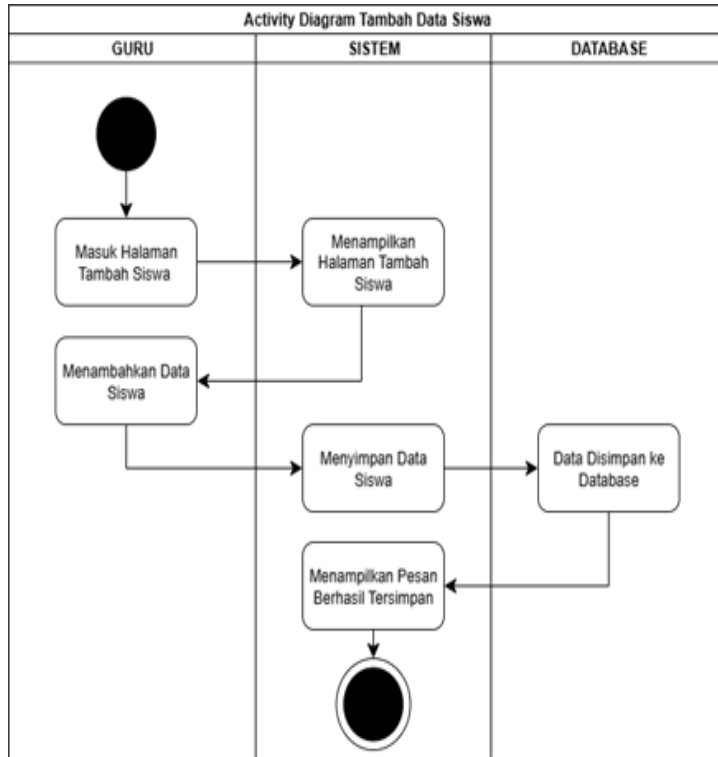 Activity Diagram Tambah Data Siswa
GURU
SISTEM
DATABASE
Masuk Halaman
Tambah Siswa
Menampilkan
Halaman Tambah
Siswa
Menambahkan Data
Siswa
Menyimpan Data
Siswa
Data Disimpan ke
Database
Menampilkan Pesan
Berhasil Tersimpan